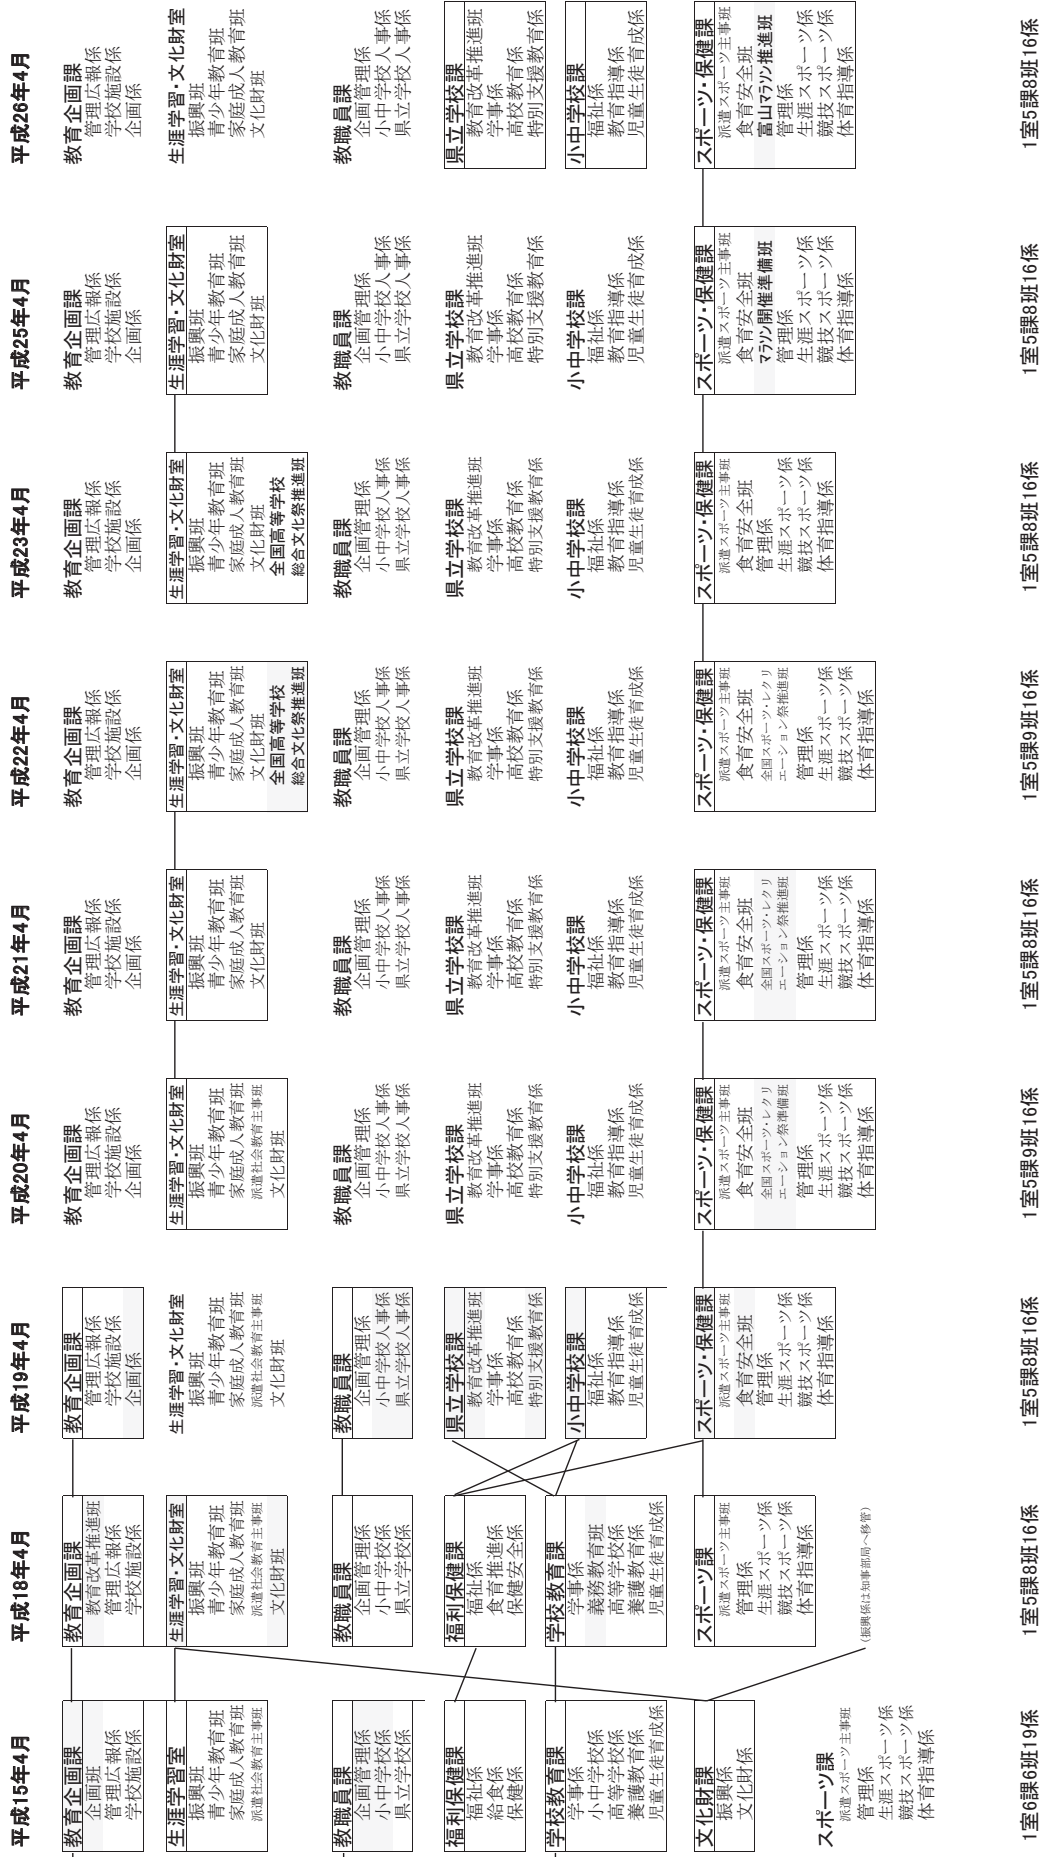 平成15年4月
教育企画課
企画班
管理広報係
学校施設係
生涯学習室
振興班
青少年教育班
家庭成人教育班
派遣社会教育主事班
教職員課
企画管理係
小中学校係
県立学校係
福利保健課
福祉係
給食係
保健係
学校教育課
学事係
小中学校係
高等学校係
養護教育係
児童生徒育成係
文化財課
振興係
文化財係
スポーツ課
派遣スポーツ主事班
管理係
生涯スポーツ係
競技スポーツ係
体育指導係
1室6課6班19係
平成18年4月
教育企画課
教育改革推進班
管理広報係
学校施設係
生涯学習・文化財室
振興班
青少年教育班
家庭成人教育班
派遣社会教育主事班
文化財班
教職員課
企画管理係
小中学校係
県立学校係
福利保健課
福祉係
食育推進係
保健安全係
学校教育課
学事係
義務教育班
高等学校係
養護教育係
児童生徒育成係
スポーツ課
派遣スポーツ主事班
管理係
生涯スポーツ係
競技スポーツ係
体育指導係
（振興係は知事部局へ移管）
1室5課8班16係
平成19年4月
教育企画課
管理広報係
学校施設係
企画係
生涯学習・文化財室
振興班
青少年教育班
家庭成人教育班
派遣社会教育主事班
文化財班
教職員課
企画管理係
小中学校人事係
県立学校人事係
県立学校課
教育改革推進班
学事係
高校教育係
特別支援教育係
小中学校課
福祉係
教育指導係
児童生徒育成係
スポーツ・保健課
派遣スポーツ主事班
食育安全班
管理係
生涯スポーツ係
競技スポーツ係
体育指導係
1室5課8班16係
平成20年4月
教育企画課
管理広報係
学校施設係
企画係
生涯学習・文化財室
振興班
青少年教育班
家庭成人教育班
派遣社会教育主事班
文化財班
教職員課
企画管理係
小中学校人事係
県立学校人事係
県立学校課
教育改革推進班
学事係
高校教育係
特別支援教育係
小中学校課
福祉係
教育指導係
児童生徒育成係
スポーツ・保健課
派遣スポーツ主事班
食育安全班
全国スポーツ・レクリ
エーション祭準備班
管理係
生涯スポーツ係
競技スポーツ係
体育指導係
1室5課9班16係
平成21年4月
教育企画課
管理広報係
学校施設係
企画係
生涯学習・文化財室
振興班
青少年教育班
家庭成人教育班
文化財班
教職員課
企画管理係
小中学校人事係
県立学校人事係
県立学校課
教育改革推進班
学事係
高校教育係
特別支援教育係
小中学校課
福祉係
教育指導係
児童生徒育成係
スポーツ・保健課
派遣スポーツ主事班
食育安全班
全国スポーツ・レクリ
エーション祭推進班
管理係
生涯スポーツ係
競技スポーツ係
体育指導係
1室5課8班16係
平成22年4月
教育企画課
管理広報係
学校施設係
企画係
生涯学習・文化財室
振興班
青少年教育班
家庭成人教育班
文化財班
全国高等学校
総合文化祭推進班
教職員課
企画管理係
小中学校人事係
県立学校人事係
県立学校課
教育改革推進班
学事係
高校教育係
特別支援教育係
小中学校課
福祉係
教育指導係
児童生徒育成係
スポーツ・保健課
派遣スポーツ主事班
食育安全班
全国スポーツ・レクリ
エーション祭推進班
管理係
生涯スポーツ係
競技スポーツ係
体育指導係
1室5課9班16係
平成23年4月
教育企画課
管理広報係
学校施設係
企画係
生涯学習・文化財室
振興班
青少年教育班
家庭成人教育班
文化財班
全国高等学校
総合文化祭推進班
教職員課
企画管理係
小中学校人事係
県立学校人事係
県立学校課
教育改革推進班
学事係
高校教育係
特別支援教育係
小中学校課
福祉係
教育指導係
児童生徒育成係
スポーツ・保健課
派遣スポーツ主事班
食育安全班
管理係
生涯スポーツ係
競技スポーツ係
体育指導係
1室5課8班16係
平成25年4月
教育企画課
管理広報係
学校施設係
企画係
生涯学習・文化財室
振興班
青少年教育班
家庭成人教育班
文化財班
教職員課
企画管理係
小中学校人事係
県立学校人事係
県立学校課
教育改革推進班
学事係
高校教育係
特別支援教育係
小中学校課
福祉係
教育指導係
児童生徒育成係
スポーツ・保健課
派遣スポーツ主事班
食育安全班
マラソン開催準備班
管理係
生涯スポーツ係
競技スポーツ係
体育指導係
1室5課8班16係
平成26年4月
教育企画課
管理広報係
学校施設係
企画係
生涯学習・文化財室
振興班
青少年教育班
家庭成人教育班
文化財班
教職員課
企画管理係
小中学校人事係
県立学校人事係
県立学校課
教育改革推進班
学事係
高校教育係
特別支援教育係
小中学校課
福祉係
教育指導係
児童生徒育成係
スポーツ・保健課
派遣スポーツ主事班
食育安全班
富山マラソン推進班
管理係
生涯スポーツ係
競技スポーツ係
体育指導係
1室5課8班16係